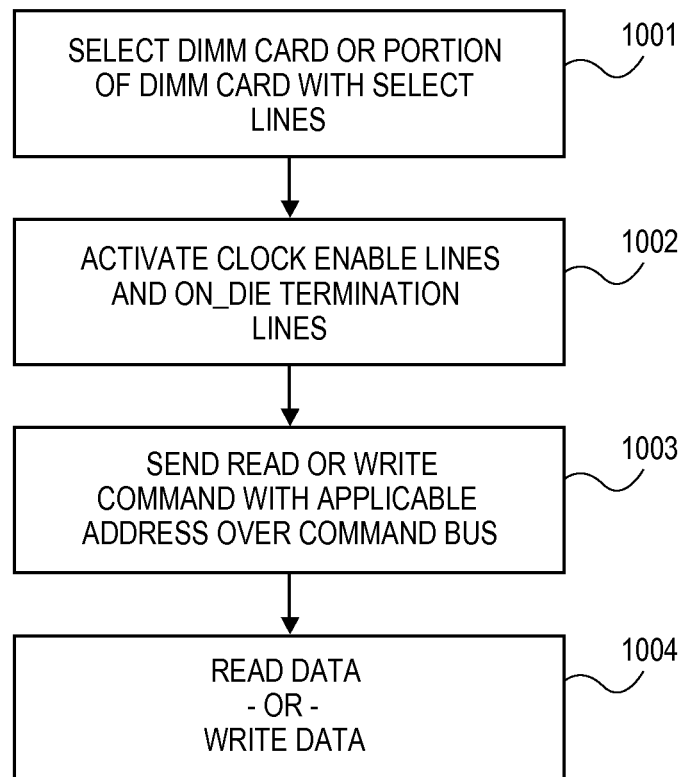 SELECT DIMM CARD OR PORTION
OF DIMM CARD WITH SELECT
LINES
1001
ACTIVATE CLOCK ENABLE LINES
AND ON_DIE TERMINATION
LINES
1002
SEND READ OR WRITE
COMMAND WITH APPLICABLE
ADDRESS OVER COMMAND BUS
1003
READ DATA
- OR -
WRITE DATA
1004